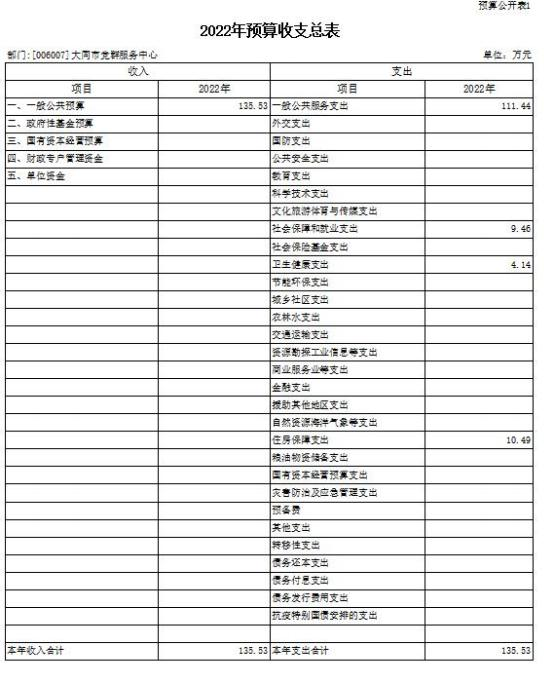 预算公开表1
2022年预算收支总表
部门:[006007]大同市党群服务中心 单位：万元
收入 支出
项目 2022年 项目 2022年
一、一般公共预算 135.53 一般公共服务支出 111.44
二、政府性基金预算 外交支出
三、国有资本经营预算 国防支出
四、财政专户管理资金 公共安全支出
五、单位资金 教育支出
科学技术支出
文化旅游体育与传媒支出
社会保障和就业支出 9.46
社会保险基金支出
卫生健康支出 4.14
节能环保支出
城乡社区支出
农林水支出
交通运输支出
资源勘探工业信息等支出
商业服务业等支出
金融支出
援助其他地区支出
自然资源海洋气象等支出
住房保障支出 10.49
粮油物资储备支出
国有资本经营预算支出
灾害防治及应急管理支出
预备费
其他支出
转移性支出
债务还本支出
债务付息支出
债务发行费用支出
抗疫特别国债安排的支出
本年收入合计 135.53 本年支出合计 135.53